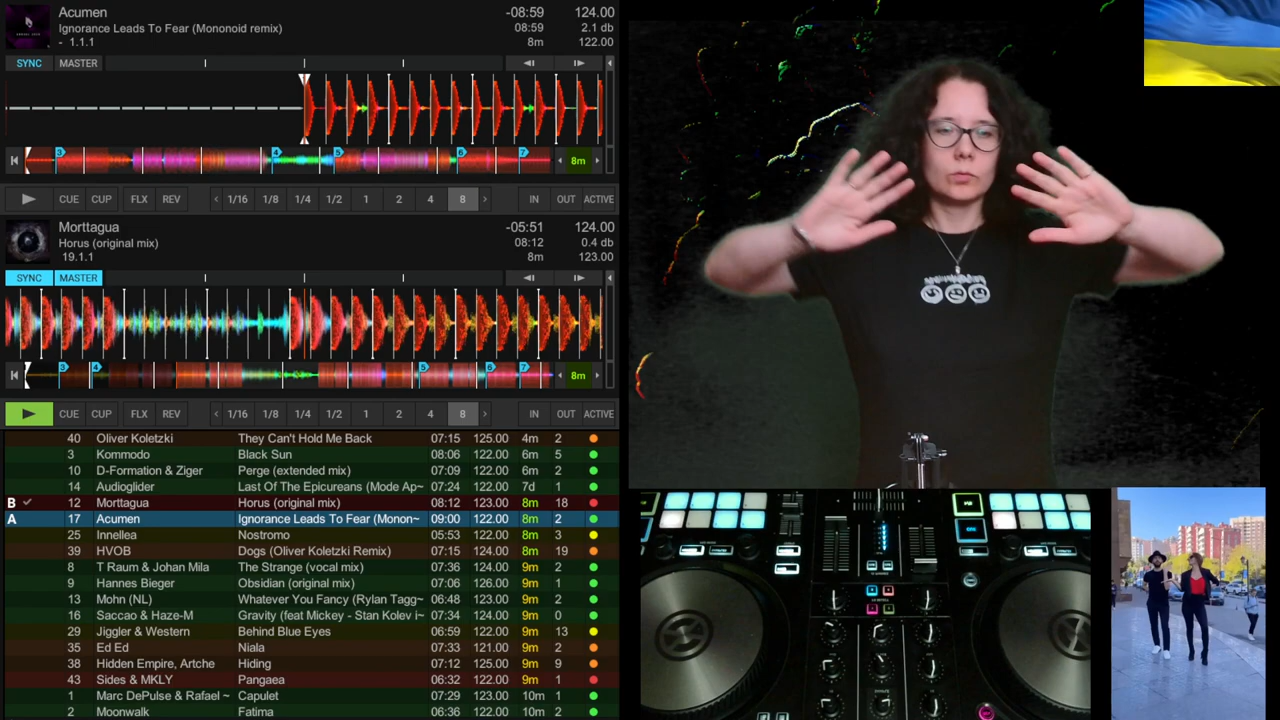 Acumen -08:59 124.00
Ignorance Leads To Fear (Mononoid remix) 08:59 2.1 db
- 1.1.1 8m 122.00
SYNC MASTER
3 4 5 6 7 8m
CUE CUP FLX REV < 1/16 1/8 1/4 1/2 1 2 4 8 > IN OUT ACTIVE
Morttagua -05:51 124.00
Horus (original mix) 08:12 0.4 db
19.1.1 8m 123.00
SYNC MASTER
3 4 5 6 7 8m
CUE CUP FLX REV < 1/16 1/8 1/4 1/2 1 2 4 8 > IN OUT ACTIVE
40 Oliver Koletzki They Can't Hold Me Back 07:15 125.00 4m 2
3 Kommodo Black Sun 08:06 122.00 6m 5
10 D-Formation & Ziger Perge (extended mix) 07:09 122.00 6m 2
14 Audioglider Last Of The Epicureans (Mode Ap~ 07:24 122.00 7d 1
B 12 Morttagua Horus (original mix) 08:12 123.00 8m 18
A 17 Acumen Ignorance Leads To Fear (Monon~ 09:00 122.00 8m 2
25 Innellea Nostromo 05:53 122.00 8m 3
39 HVOB Dogs (Oliver Koletzki Remix) 07:15 124.00 8m 19
8 T Raum & Johan Mila The Strange (vocal mix) 07:36 124.00 9m 2
9 Hannes Bieger Obsidian (original mix) 07:06 126.00 9m 1
13 Mohn (NL) Whatever You Fancy (Rylan Tagg~ 06:48 123.00 9m 2
16 Saccao & Haze-M Gravity (feat Mickey - Stan Kolev i~ 07:34 124.00 9m 0
29 Jiggler & Western Behind Blue Eyes 06:59 122.00 9m 13
35 Ed Ed Niala 07:33 121.00 9m 2
38 Hidden Empire, Artche Hiding 07:12 125.00 9m 9
43 Sides & MKLY Pangaea 06:32 122.00 9m 1
1 Marc DePulse & Rafael ~ Capulet 07:29 123.00 10m 1
2 Moonwalk Fatima 06:36 122.00 10m 2